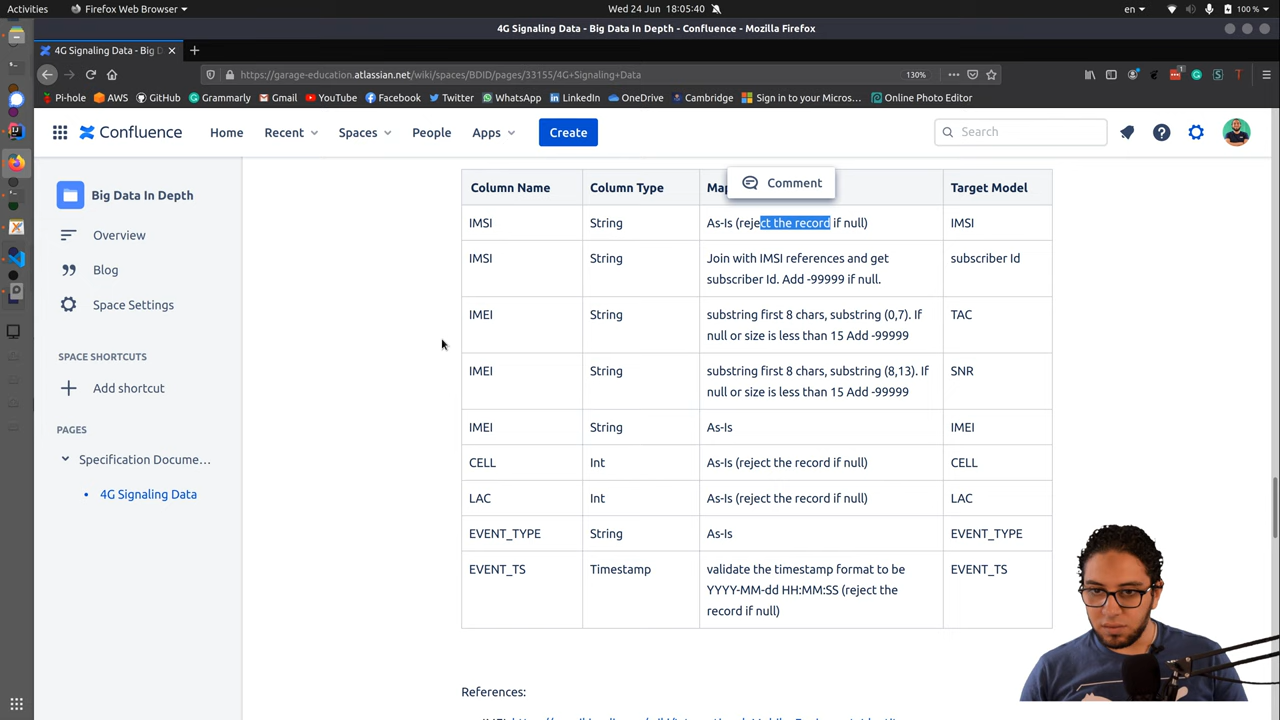 Activities
Firefox Web Browser
Wed 24 Jun 18:05:40
en
100 %
4G Signaling Data - Big Data In Depth - Confluence - Mozilla Firefox
4G Signaling Data - Big D
https://garage-education.atlassian.net/wiki/spaces/BDID/pages/33155/4G+Signaling+Data
130%
Pi-hole
AWS
GitHub
Grammarly
Gmail
YouTube
Facebook
Twitter
WhatsApp
LinkedIn
OneDrive
Cambridge
Sign in to your Micros…
Online Photo Editor
Confluence
Home
Recent
Spaces
People
Apps
Create
Search
Big Data In Depth
Overview
Blog
Space Settings
SPACE SHORTCUTS
Add shortcut
PAGES
Specification Docume…
4G Signaling Data
Comment
Column Name
Column Type
Target Model
IMSI
String
As-Is (reject the record if null)
IMSI
IMSI
String
Join with IMSI references and get
subscriber Id. Add -99999 if null.
subscriber Id
IMEI
String
substring first 8 chars, substring (0,7). If
null or size is less than 15 Add -99999
TAC
IMEI
String
substring first 8 chars, substring (8,13). If
null or size is less than 15 Add -99999
SNR
IMEI
String
As-Is
IMEI
CELL
Int
As-Is (reject the record if null)
CELL
LAC
Int
As-Is (reject the record if null)
LAC
EVENT_TYPE
String
As-Is
EVENT_TYPE
EVENT_TS
Timestamp
validate the timestamp format to be
YYYY-MM-dd HH:MM:SS (reject the
record if null)
EVENT_TS
References: